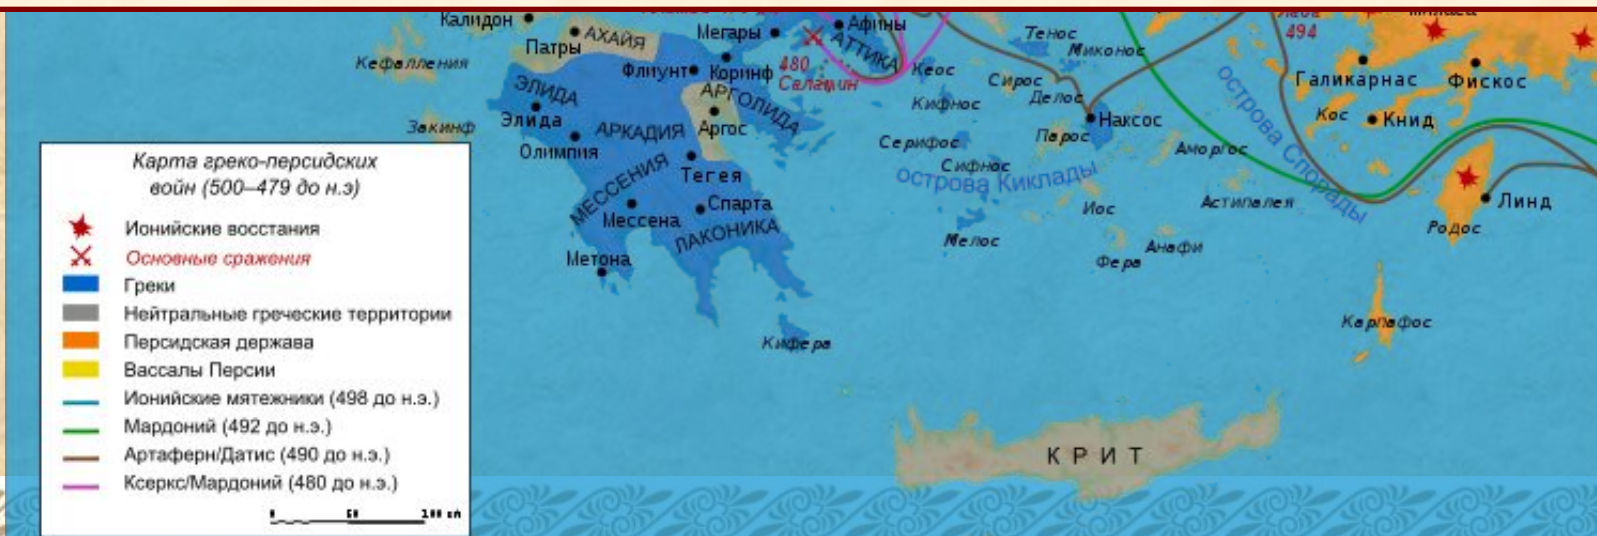 Калидон
Патры
АХАЙЯ
Мегары
Афины
АТТИКА
Кефалления
Флиунт
Коринф
480
Саламин
Кеос
Тенос
Миконос
494
Галикарнас
Фискос
ЭЛИДА
Элида
АРГОЛИДА
Аргос
Кифнос
Сирос
Делос
Наксос
Кос
Книд
Закинф
Олимпия
АРКАДИЯ
Серифос
Парос
Аморгос
острова Спорады
Тегея
МЕССЕНИЯ
Сифнос
острова Киклады
Мессена
Спарта
ЛАКОНИКА
Иос
Астипалея
Линд
Родос
Метона
Мелос
Анафи
Фера
Кифера
Карпафос
КРИТ
Карта греко-персидских
войн (500–479 до н.э)
Ионийские восстания
Основные сражения
Греки
Нейтральные греческие территории
Персидская держава
Вассалы Персии
Ионийские мятежники (498 до н.э.)
Мардоний (492 до н.э.)
Артаферн/Датис (490 до н.э.)
Ксеркс/Мардоний (480 до н.э.)